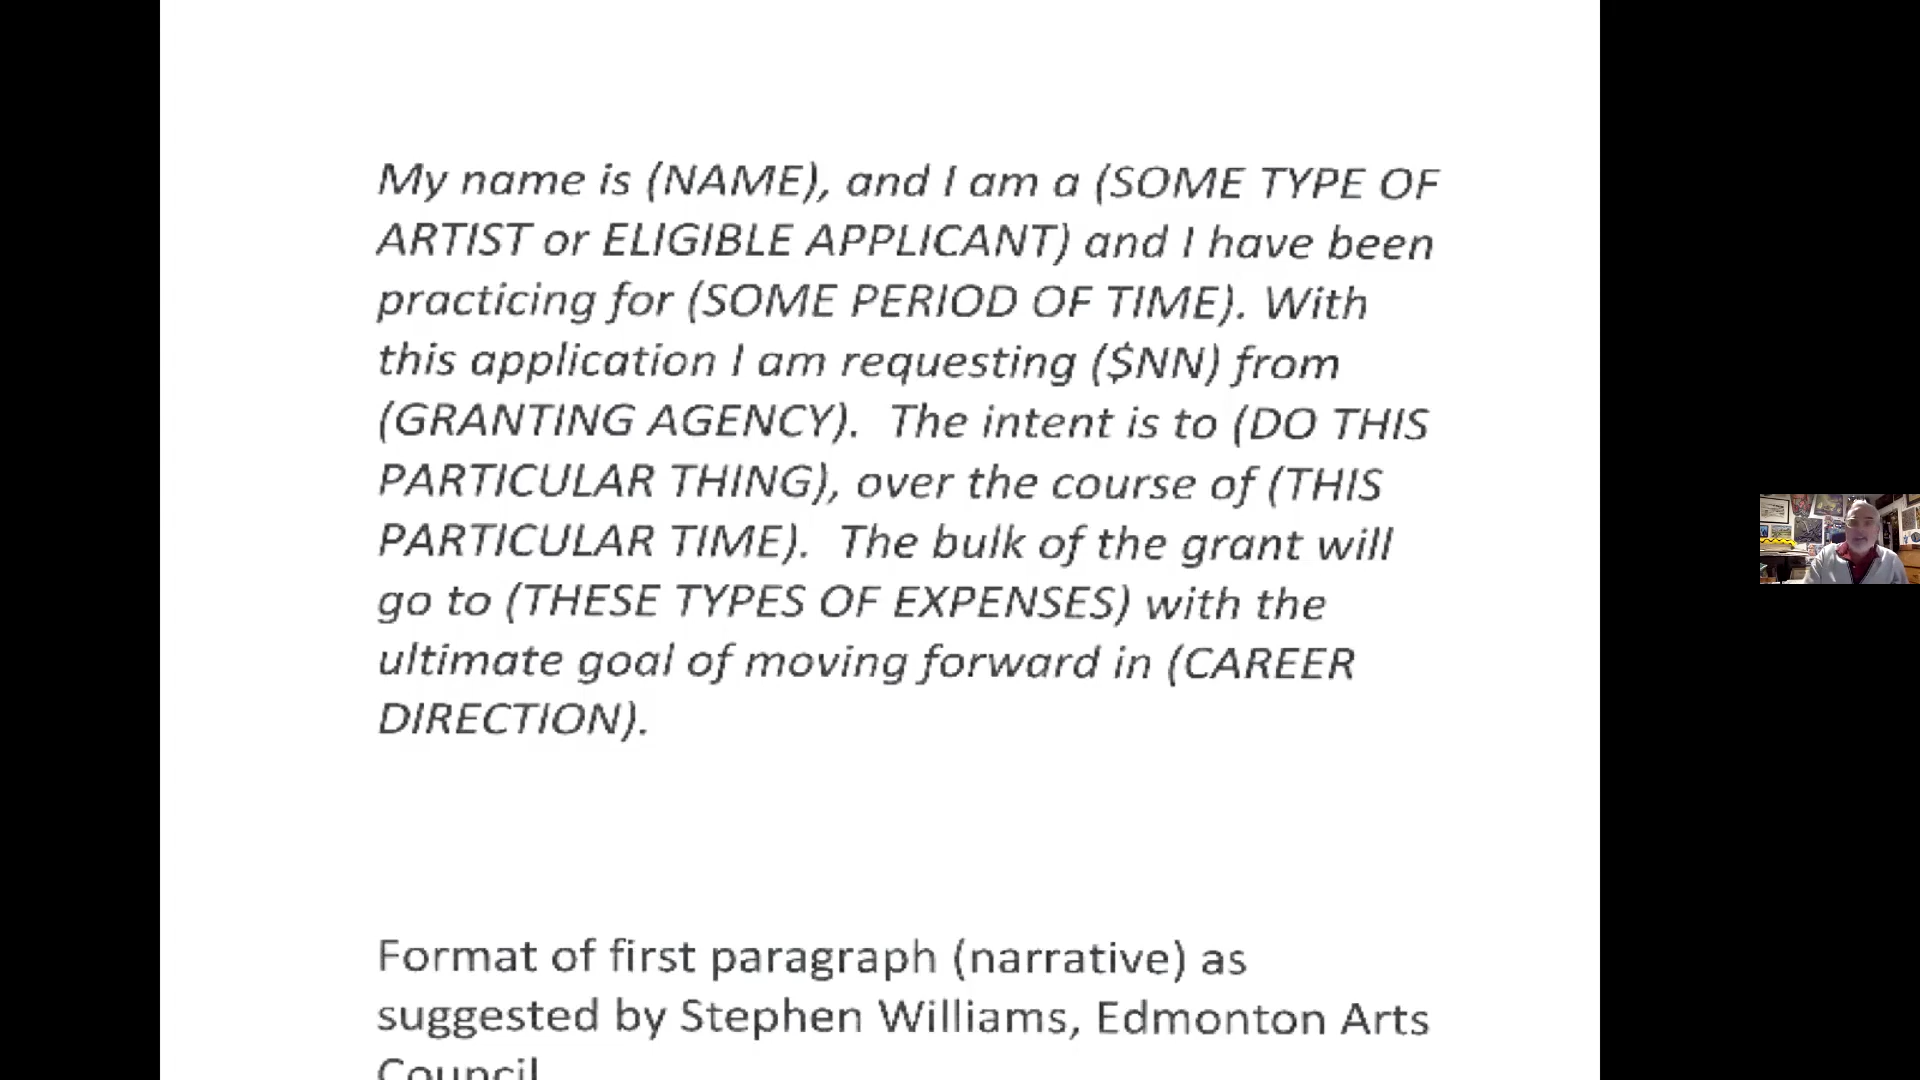 My name is (NAME), and I am a (SOME TYPE OF
ARTIST or ELIGIBLE APPLICANT) and I have been
practicing for (SOME PERIOD OF TIME). With
this application I am requesting ($NN) from
(GRANTING AGENCY).  The intent is to (DO THIS
PARTICULAR THING), over the course of (THIS
PARTICULAR TIME).  The bulk of the grant will
go to (THESE TYPES OF EXPENSES) with the
ultimate goal of moving forward in (CAREER
DIRECTION).
Format of first paragraph (narrative) as
suggested by Stephen Williams, Edmonton Arts
Council